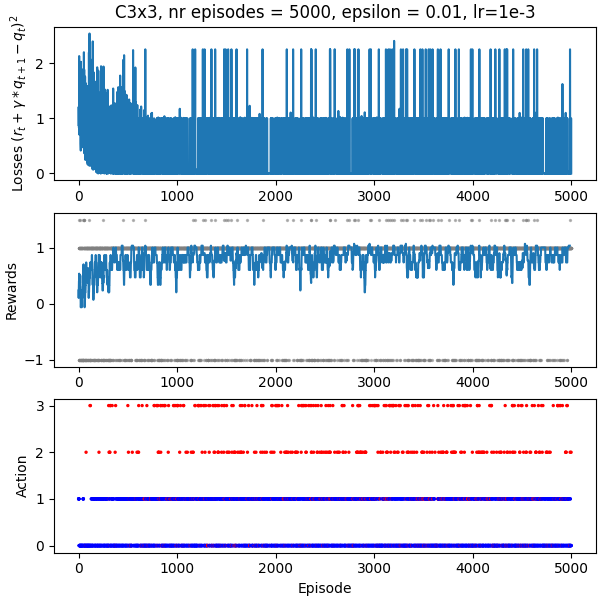 C3x3, nr episodes = 5000, epsilon = 0.01, lr=1e-3
Losses $(r_t + \gamma * q_{t+1} - q_t)^2$
2
1
0
0 1000 2000 3000 4000 5000
Rewards
1
0
−1
0 1000 2000 3000 4000 5000
Action
3
2
1
0
0 1000 2000 3000 4000 5000
Episode